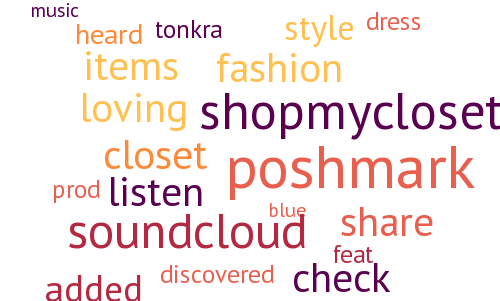 music
heard tonkra style dress
items fashion
loving shopmycloset
closet poshmark
prod listen
blue
soundcloud share
feat
added discovered check